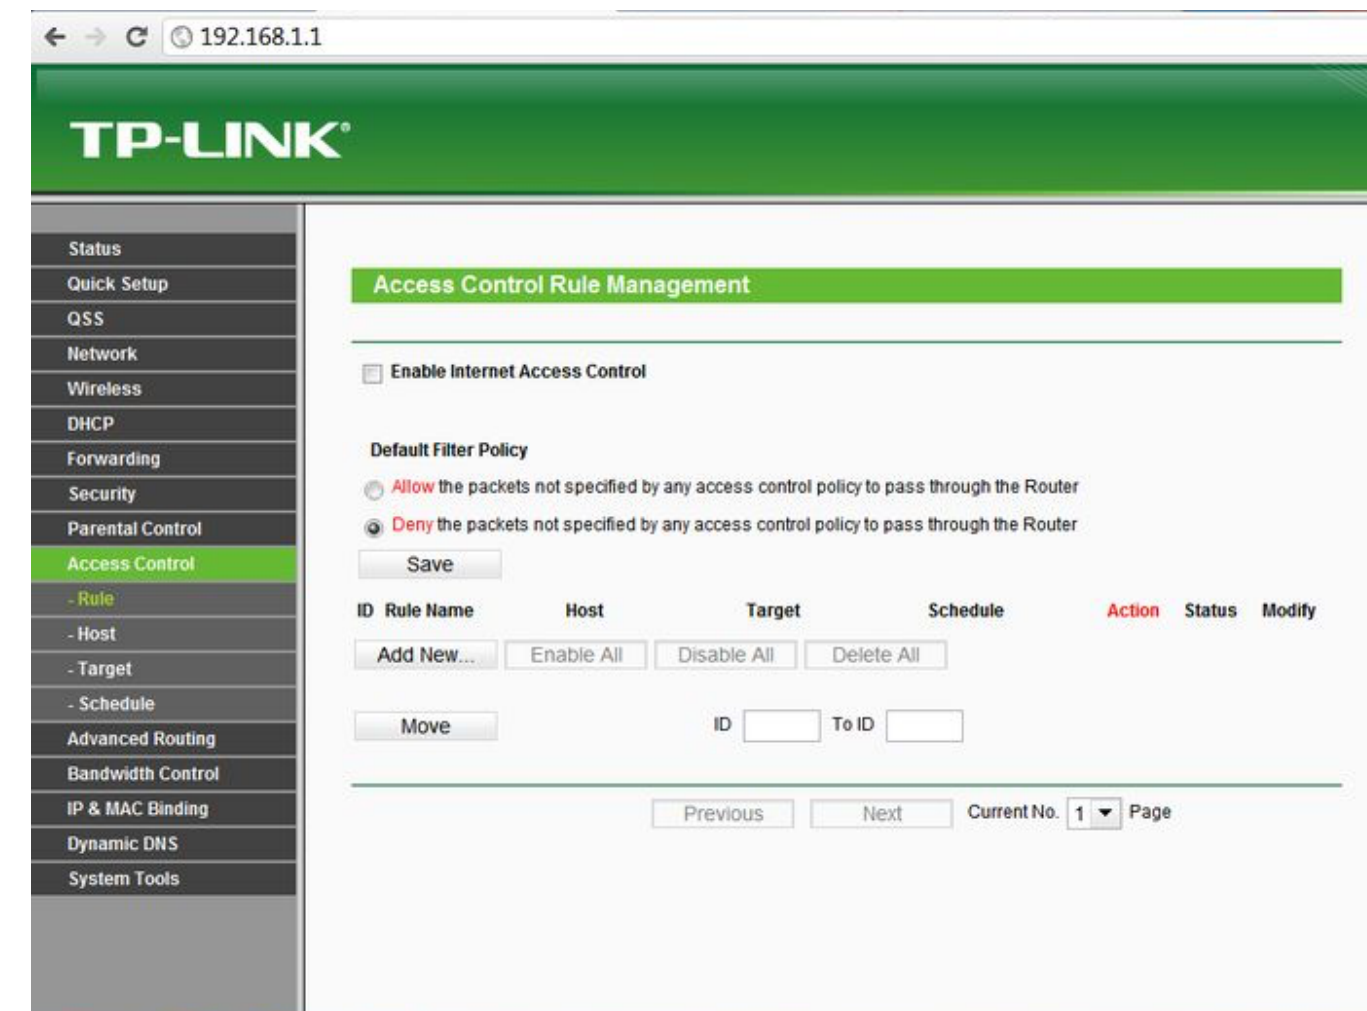 192.168.1.1
TP-LINK®
Status
Quick Setup
QSS
Network
Wireless
DHCP
Forwarding
Security
Parental Control
Access Control
- Rule
- Host
- Target
- Schedule
Advanced Routing
Bandwidth Control
IP & MAC Binding
Dynamic DNS
System Tools
Access Control Rule Management
Enable Internet Access Control
Default Filter Policy
Allow the packets not specified by any access control policy to pass through the Router
Deny the packets not specified by any access control policy to pass through the Router
Save
ID Rule Name Host Target Schedule Action Status Modify
Add New... Enable All Disable All Delete All
Move ID To ID
Previous Next Current No. 1 Page